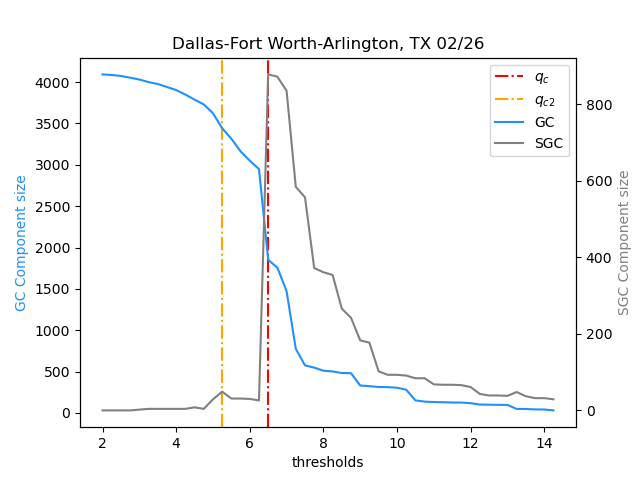 Dallas-Fort Worth-Arlington, TX 02/26
GC Component size
4000
3500
3000
2500
2000
1500
1000
500
0
2
4
6
8
10
12
14
thresholds
800
600
400
200
0
SGC Component size
q_c
q_{c2}
GC
SGC